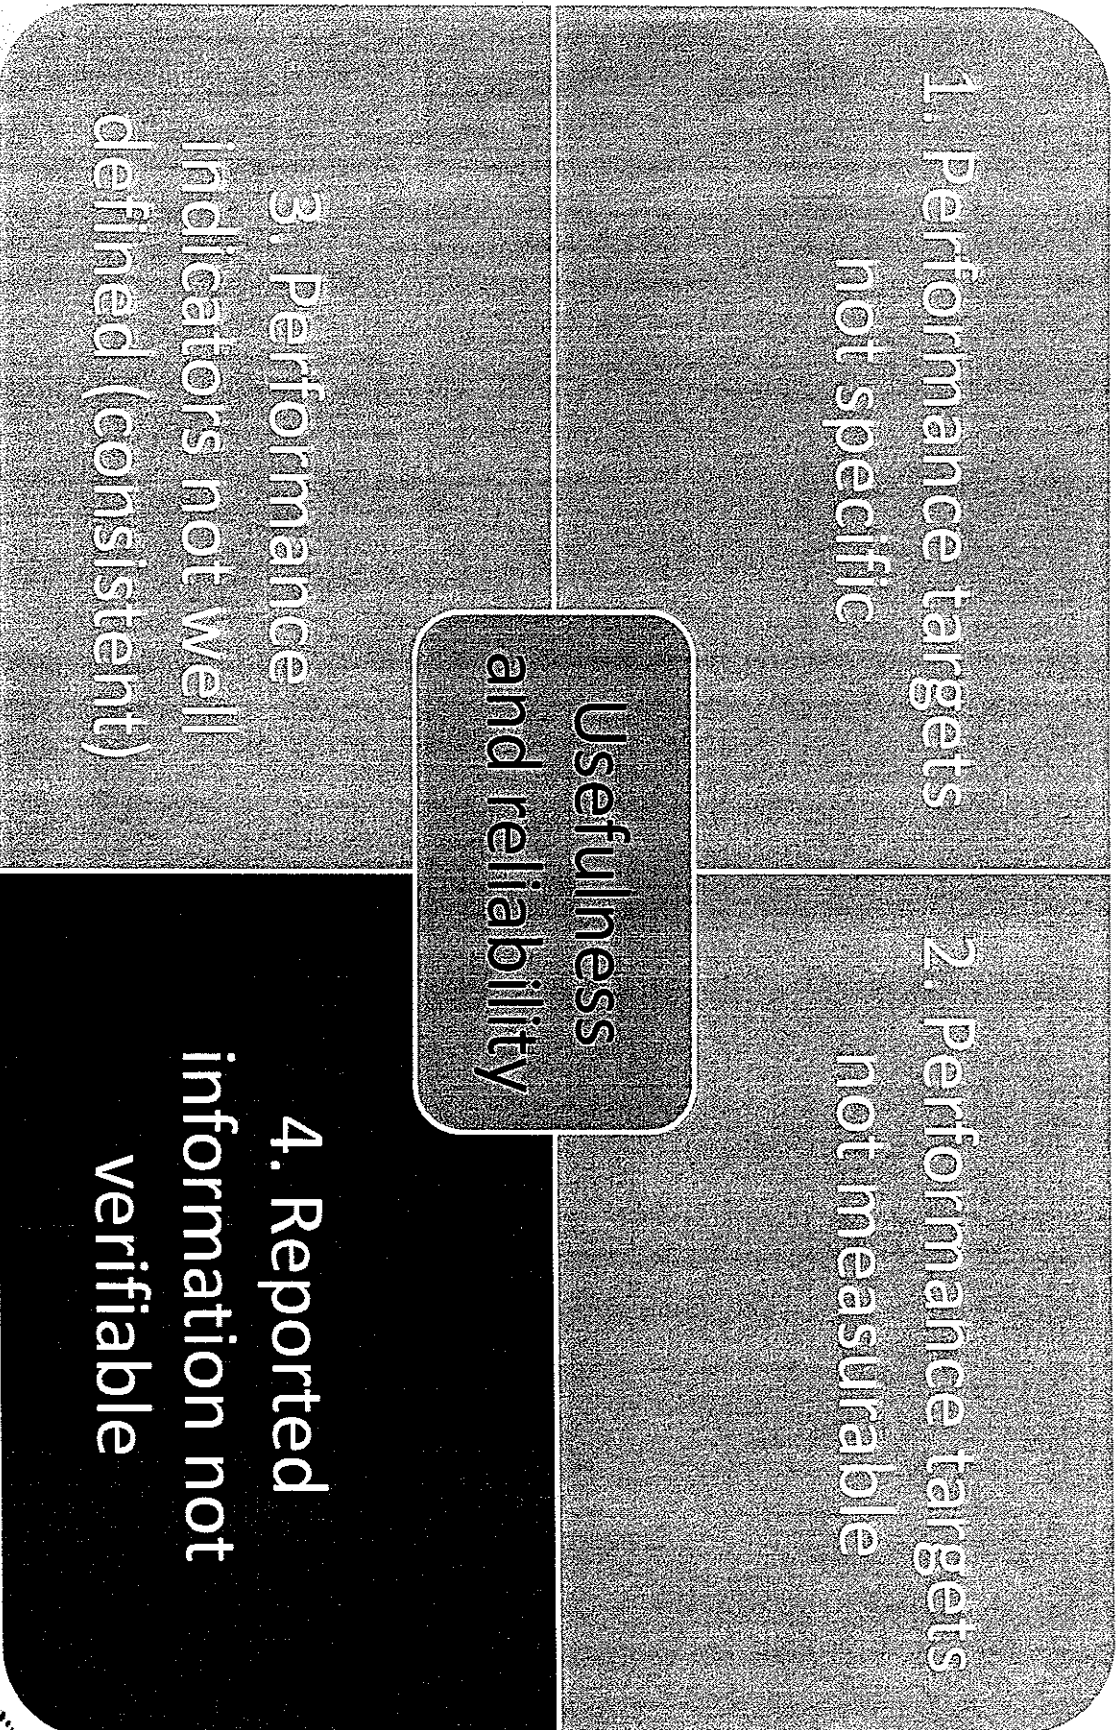 1. Performance targets
not specific
2. Performance targets
not measurable
Usefulness
and reliability
3. Performance
indicators not well
defined (consistent)
4. Reported
information not
verifiable